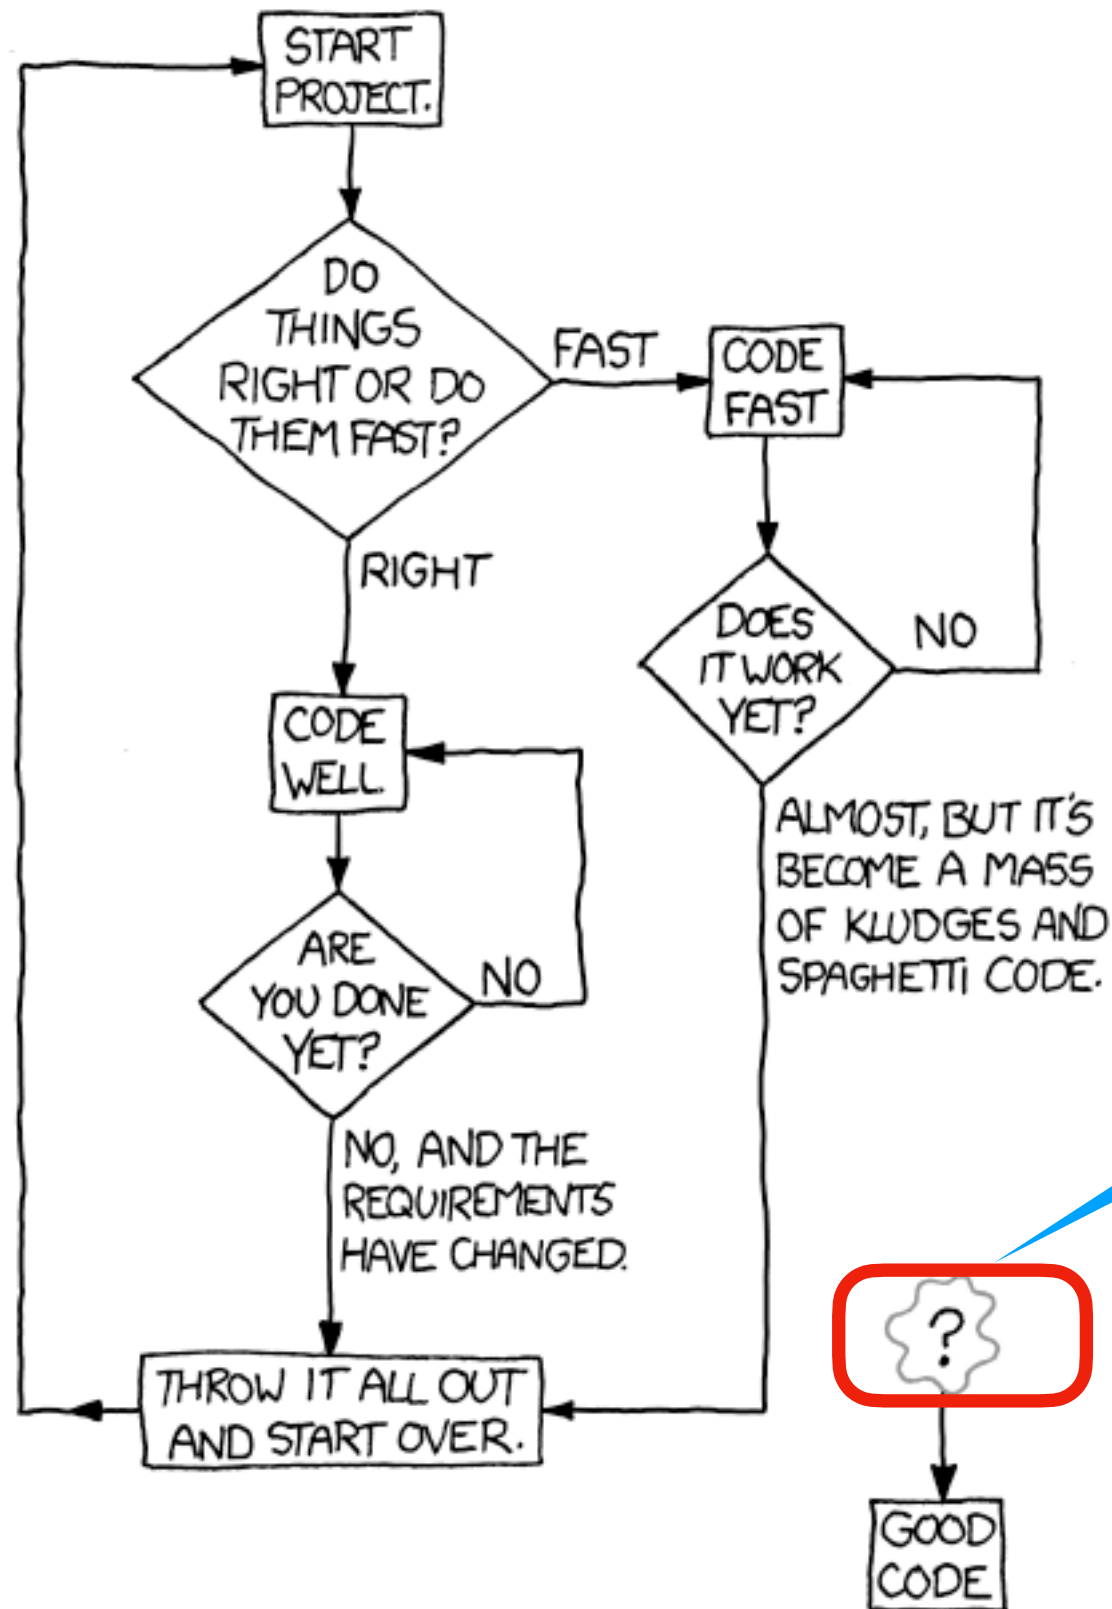 START
PROJECT.
DO
THINGS
RIGHT OR DO
THEM FAST?
FAST
CODE
FAST
RIGHT
DOES
IT WORK
YET?
NO
CODE
WELL.
ALMOST, BUT IT'S
BECOME A MASS
OF KLUDGES AND
SPAGHETTI CODE.
ARE
YOU DONE
YET?
NO
NO, AND THE
REQUIREMENTS
HAVE CHANGED.
THROW IT ALL OUT
AND START OVER.
?
GOOD
CODE